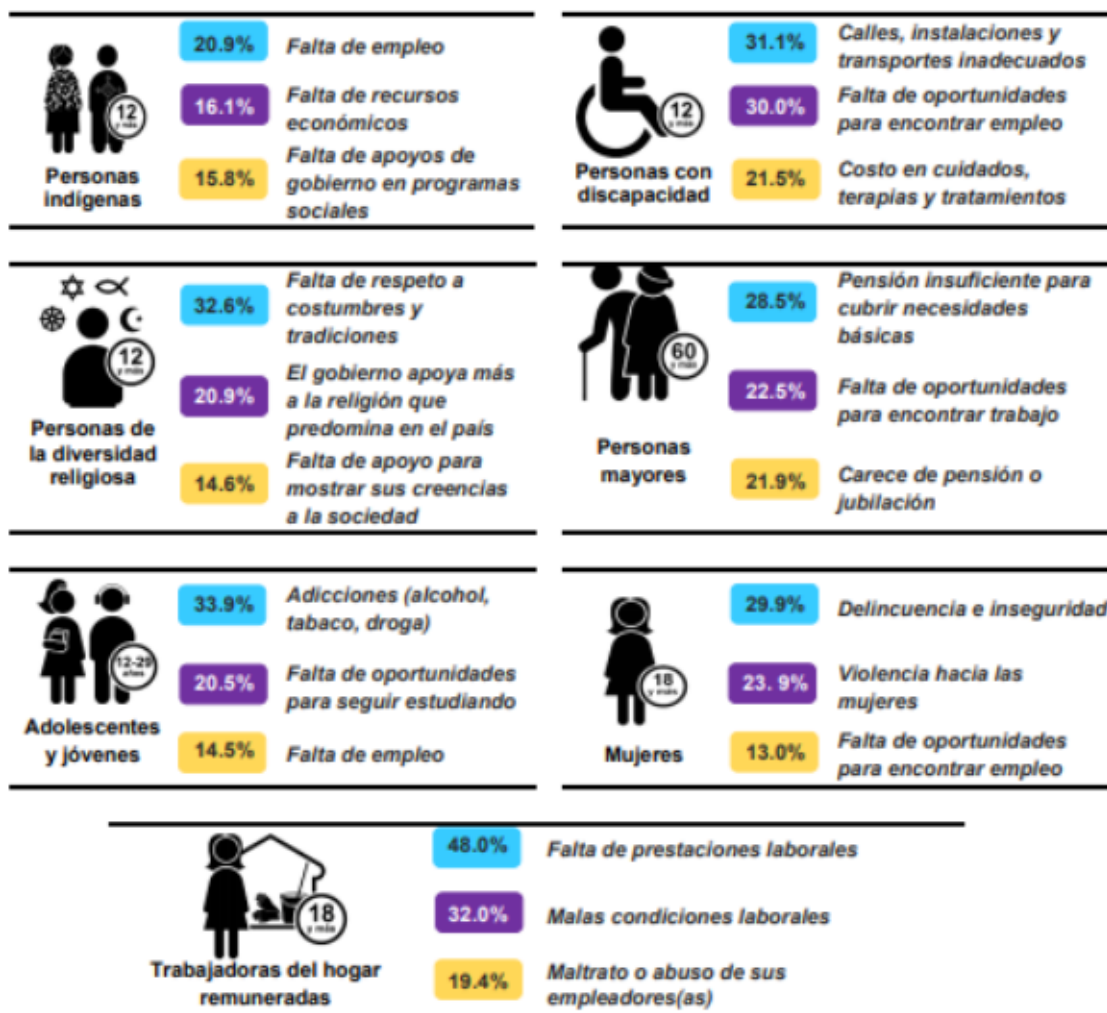 20.9%
Falta de empleo
16.1%
Falta de recursos
económicos
15.8%
Falta de apoyos de
gobierno en programas
sociales
12
y más
Personas
indígenas
31.1%
Calles, instalaciones y
transportes inadecuados
30.0%
Falta de oportunidades
para encontrar empleo
21.5%
Costo en cuidados,
terapias y tratamientos
12
y más
Personas con
discapacidad
32.6%
Falta de respeto a
costumbres y
tradiciones
20.9%
El gobierno apoya más
a la religión que
predomina en el país
14.6%
Falta de apoyo para
mostrar sus creencias
a la sociedad
12
y más
Personas de
la diversidad
religiosa
28.5%
Pensión insuficiente para
cubrir necesidades
básicas
22.5%
Falta de oportunidades
para encontrar trabajo
21.9%
Carece de pensión o
jubilación
60
y más
Personas
mayores
33.9%
Adicciones (alcohol,
tabaco, droga)
20.5%
Falta de oportunidades
para seguir estudiando
14.5%
Falta de empleo
12-29
años
Adolescentes
y jóvenes
29.9%
Delincuencia e inseguridad
23. 9%
Violencia hacia las
mujeres
13.0%
Falta de oportunidades
para encontrar empleo
18
y más
Mujeres
48.0%
Falta de prestaciones laborales
32.0%
Malas condiciones laborales
19.4%
Maltrato o abuso de sus
empleadores(as)
18
y más
Trabajadoras del hogar
remuneradas